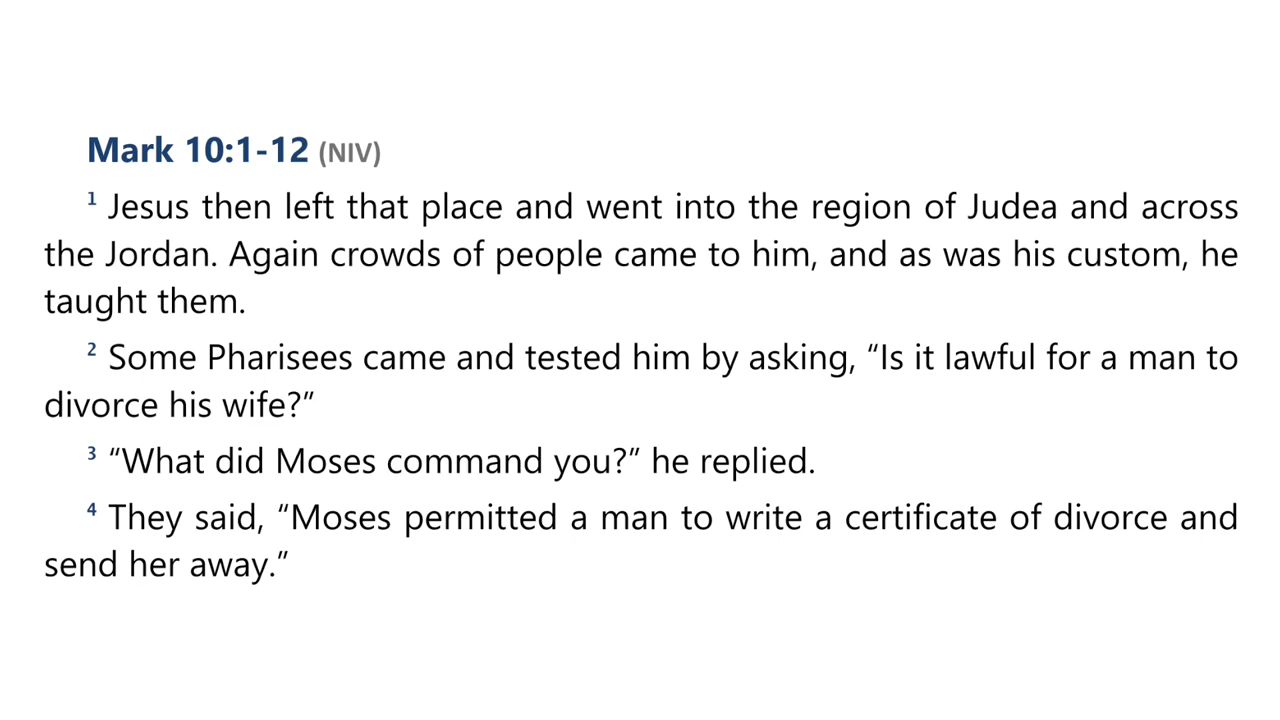 Mark 10:1-12 (NIV)
1 Jesus then left that place and went into the region of Judea and across
the Jordan. Again crowds of people came to him, and as was his custom, he
taught them.
2 Some Pharisees came and tested him by asking, “Is it lawful for a man to
divorce his wife?”
3 “What did Moses command you?” he replied.
4 They said, “Moses permitted a man to write a certificate of divorce and
send her away.”